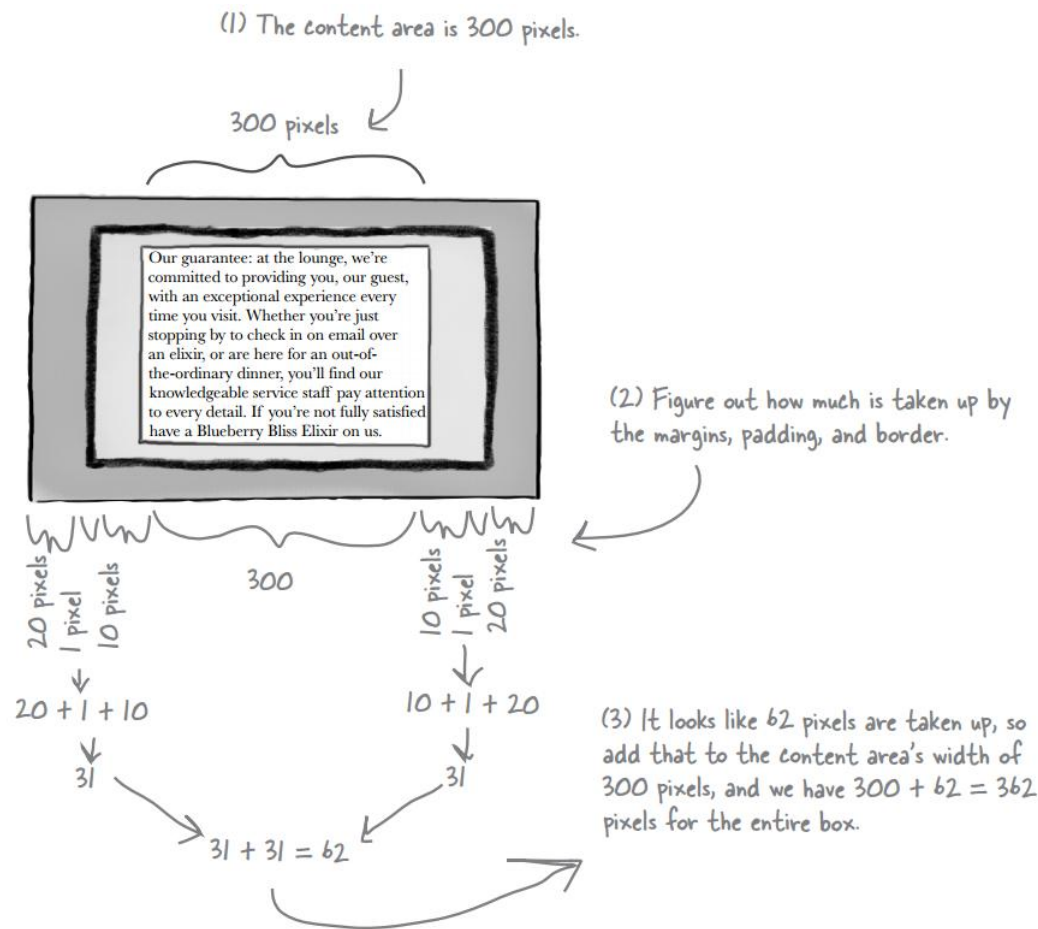 (1) The content area is 300 pixels.
300 pixels
Our guarantee: at the lounge, we're
committed to providing you, our guest,
with an exceptional experience every
time you visit. Whether you're just
stopping by to check in on email over
an elixir, or are here for an out-of-
the-ordinary dinner, you'll find our
knowledgeable service staff pay attention
to every detail. If you're not fully satisfied
have a Blueberry Bliss Elixir on us.
(2) Figure out how much is taken up by
the margins, padding, and border.
20 pixels
1 pixel
10 pixels
300
10 pixels
1 pixel
20 pixels
20 + 1 + 10
10 + 1 + 20
31
31
31 + 31 = 62
(3) It looks like 62 pixels are taken up, so
add that to the content area's width of
300 pixels, and we have 300 + 62 = 362
pixels for the entire box.